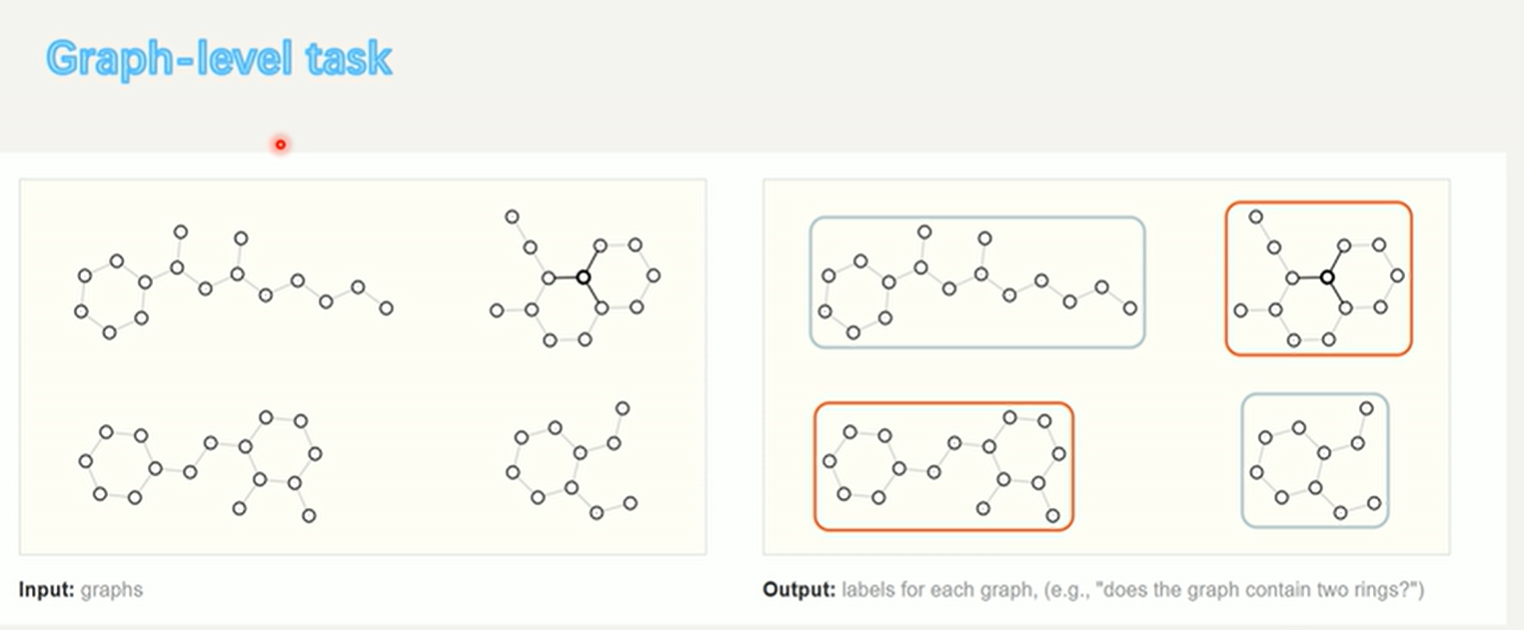 Graph-level task
Input: graphs
Output: labels for each graph, (e.g., "does the graph contain two rings?")